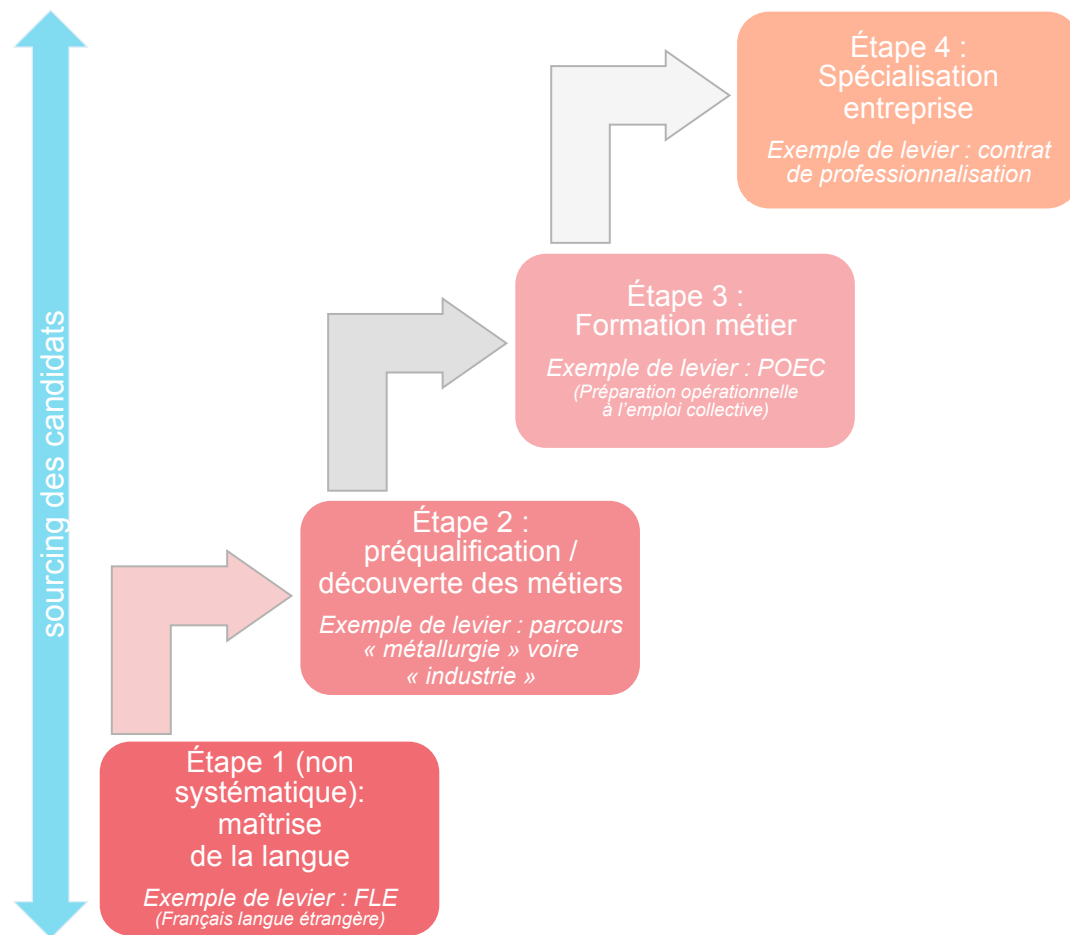 Étape 4 :
Spécialisation
entreprise
Exemple de levier : contrat
de professionnalisation
Étape 3 :
Formation métier
Exemple de levier : POEC
(Préparation opérationnelle
à l’emploi collective)
sourcing des candidats
Étape 2 :
préqualification /
découverte des métiers
Exemple de levier : parcours
« métallurgie » voire
« industrie »
Étape 1 (non
systématique):
maîtrise
de la langue
Exemple de levier : FLE
(Français langue étrangère)